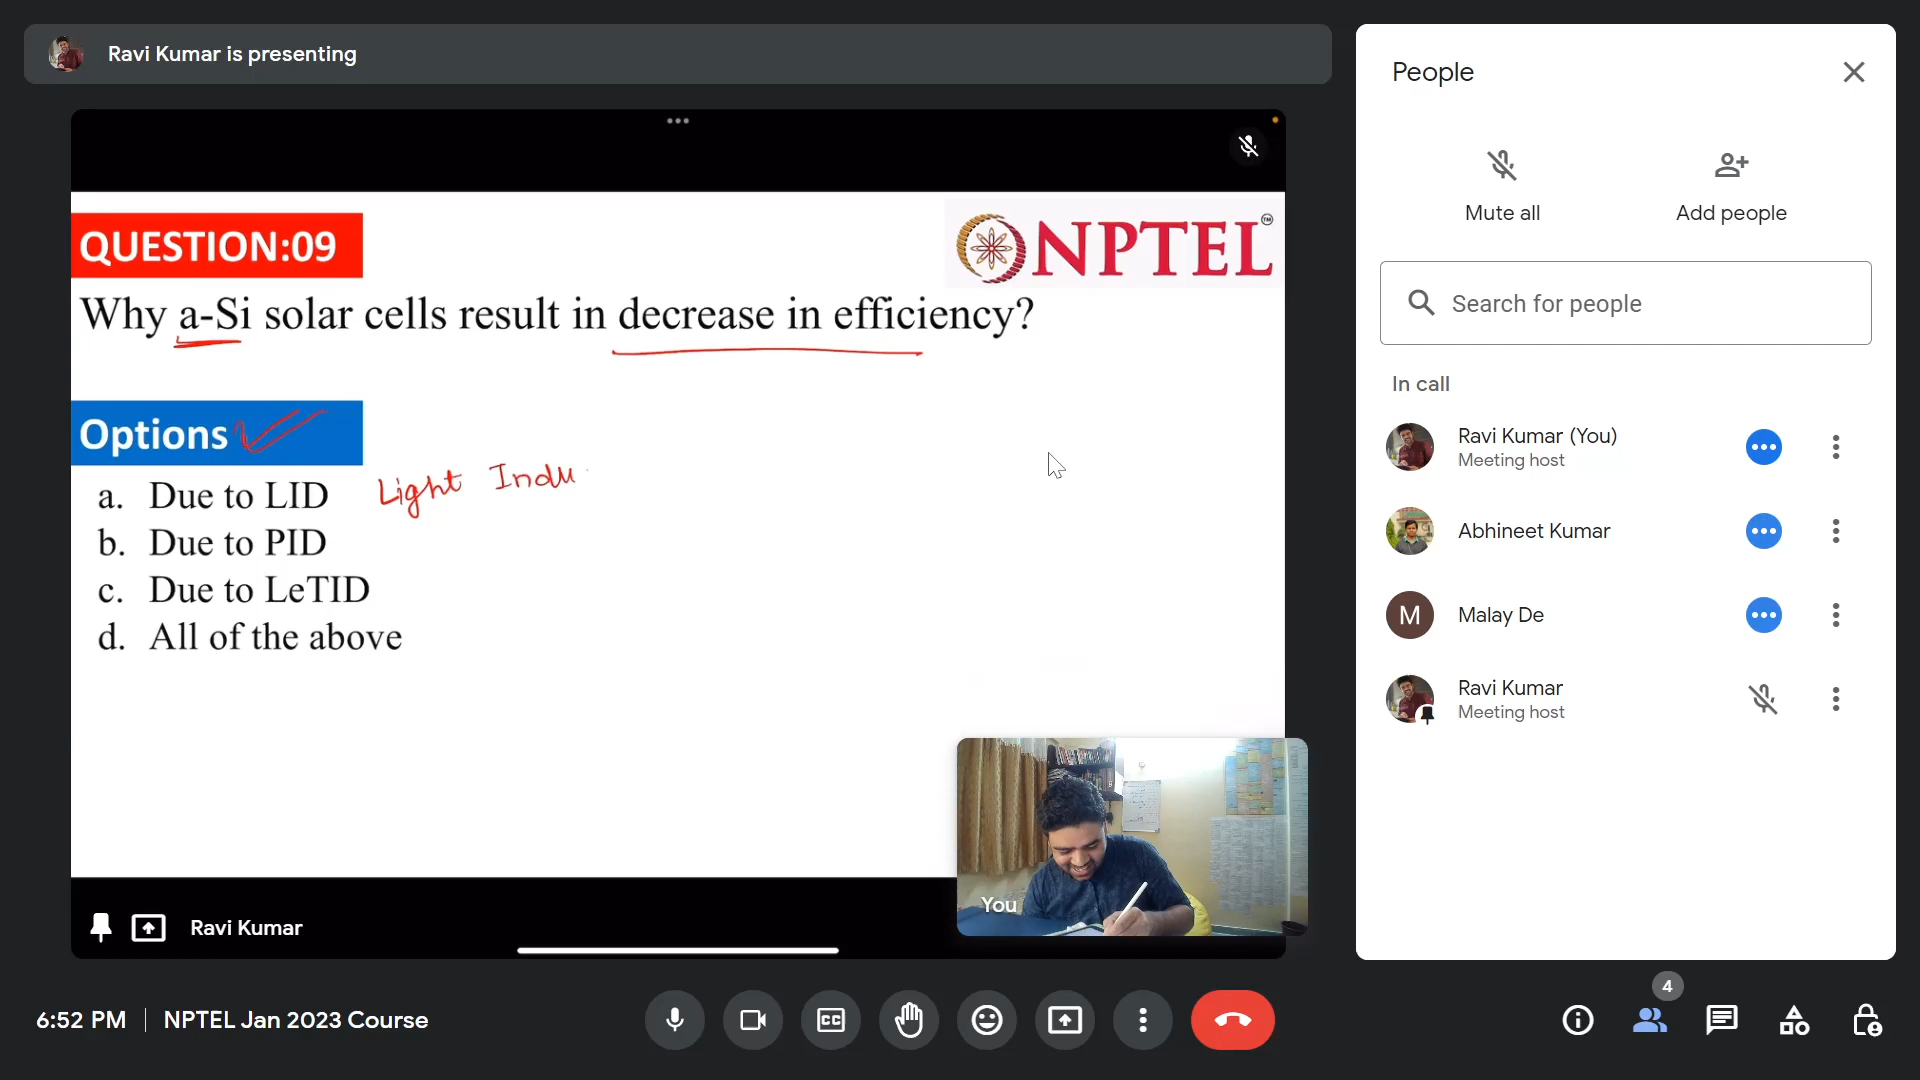 Ravi Kumar is presenting
QUESTION:09
NPTEL™
Why a-Si solar cells result in decrease in efficiency?
Options
a. Due to LID Light Indu
b. Due to PID
c. Due to LeTID
d. All of the above
You
Ravi Kumar
6:52 PM | NPTEL Jan 2023 Course
CC
People
Mute all
Add people
Search for people
In call
Ravi Kumar (You)
Meeting host
Abhineet Kumar
M
Malay De
Ravi Kumar
Meeting host
4